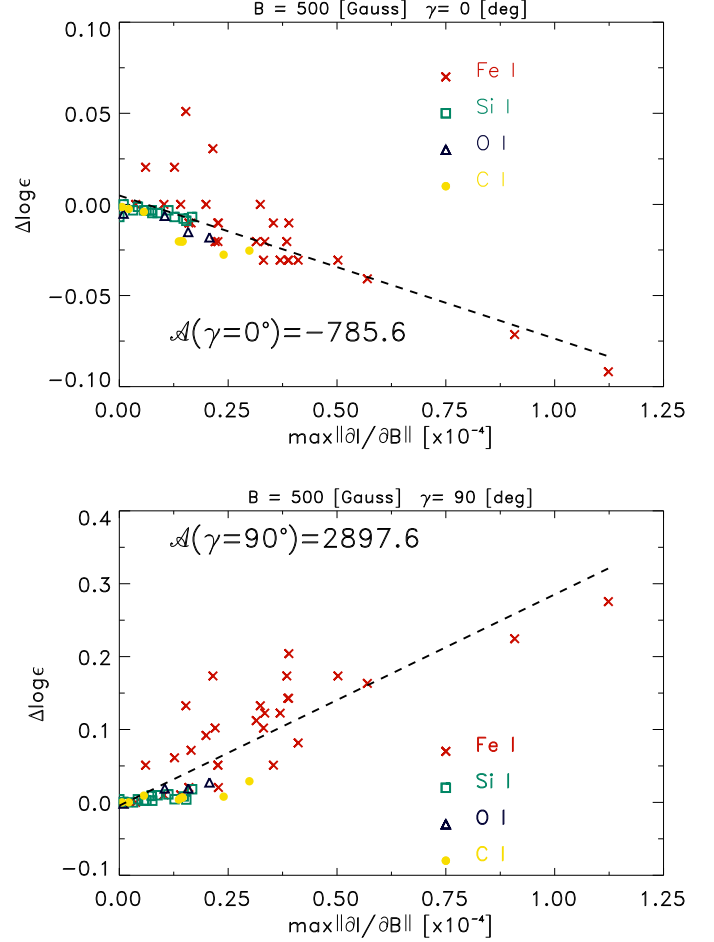 B = 500 [Gauss] γ= 0 [deg]
0.10
Fe I
0.05
Si I
O I
C I
0.00
Δlogϵ
−0.05
𝒜(γ=0°)=−785.6
−0.10
0.00 0.25 0.50 0.75 1.00 1.25
max||∂I/∂B|| [x10⁻⁴]
B = 500 [Gauss] γ= 90 [deg]
0.4
𝒜(γ=90°)=2897.6
0.3
0.2
Δlogϵ
0.1
Fe I
Si I
0.0
O I
C I
−0.1
0.00 0.25 0.50 0.75 1.00 1.25
max||∂I/∂B|| [x10⁻⁴]